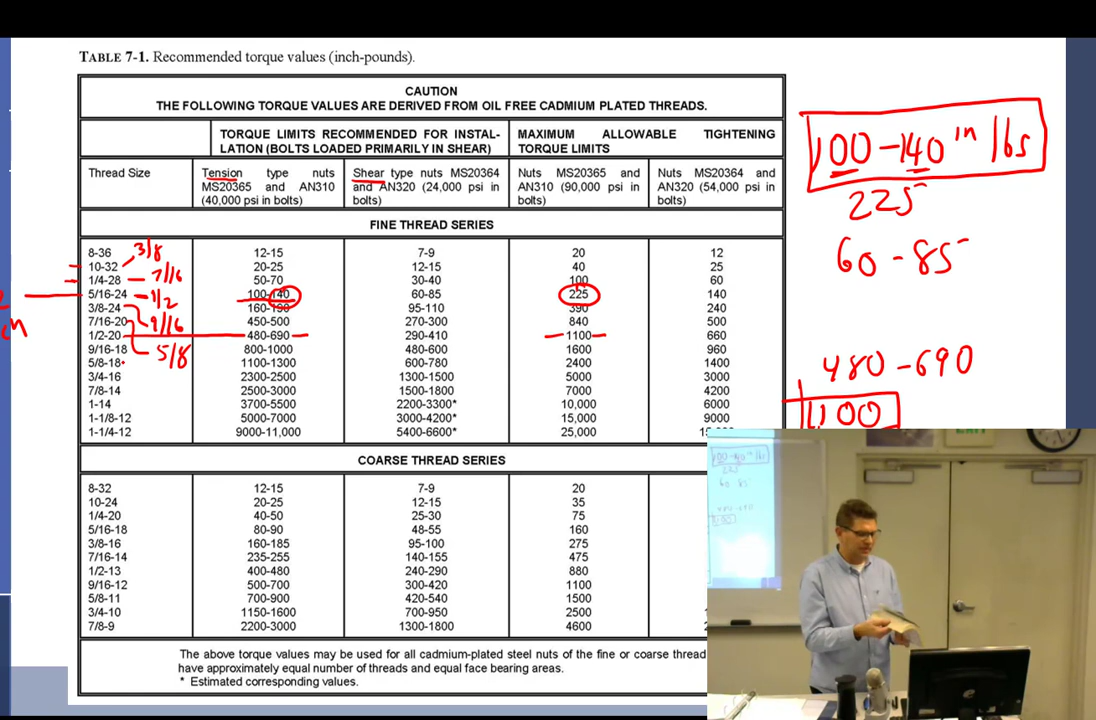 TABLE 7-1. Recommended torque values (inch-pounds).
CAUTION
THE FOLLOWING TORQUE VALUES ARE DERIVED FROM OIL FREE CADMIUM PLATED THREADS.
TORQUE LIMITS RECOMMENDED FOR INSTAL-
LATION (BOLTS LOADED PRIMARILY IN SHEAR)
MAXIMUM ALLOWABLE TIGHTENING
TORQUE LIMITS
Thread Size
Tension type nuts
MS20365 and AN310
(40,000 psi in bolts)
Shear type nuts MS20364
and AN320 (24,000 psi in
bolts)
Nuts MS20365 and
AN310 (90,000 psi in
bolts)
Nuts MS20364 and
AN320 (54,000 psi in
bolts)
FINE THREAD SERIES
8-36 3/8 12-15 7-9 20 12
10-32 20-25 12-15 40 25
1/4-28 7/16 50-70 30-40 100 60
5/16-24 1/2 100-140 60-85 225 140
3/8-24 160-190 95-110 390 240
7/16-20 9/16 450-500 270-300 840 500
1/2-20 480-690 290-410 1100 660
9/16-18 5/8 800-1000 480-600 1600 960
5/8-18 1100-1300 600-780 2400 1400
3/4-16 2300-2500 1300-1500 5000 3000
7/8-14 2500-3000 1500-1800 7000 4200
1-14 3700-5500 2200-3300* 10,000 6000
1-1/8-12 5000-7000 3000-4200* 15,000 9000
1-1/4-12 9000-11,000 5400-6600* 25,000
COARSE THREAD SERIES
8-32 12-15 7-9 20
10-24 20-25 12-15 35
1/4-20 40-50 25-30 75
5/16-18 80-90 48-55 160
3/8-16 160-185 95-100 275
7/16-14 235-255 140-155 475
1/2-13 400-480 240-290 880
9/16-12 500-700 300-420 1100
5/8-11 700-900 420-540 1500
3/4-10 1150-1600 700-950 2500
7/8-9 2200-3000 1300-1800 4600
The above torque values may be used for all cadmium-plated steel nuts of the fine or coarse thread
have approximately equal number of threads and equal face bearing areas.
* Estimated corresponding values.
100-140 in lbs
225
60-85
480-690
1,100